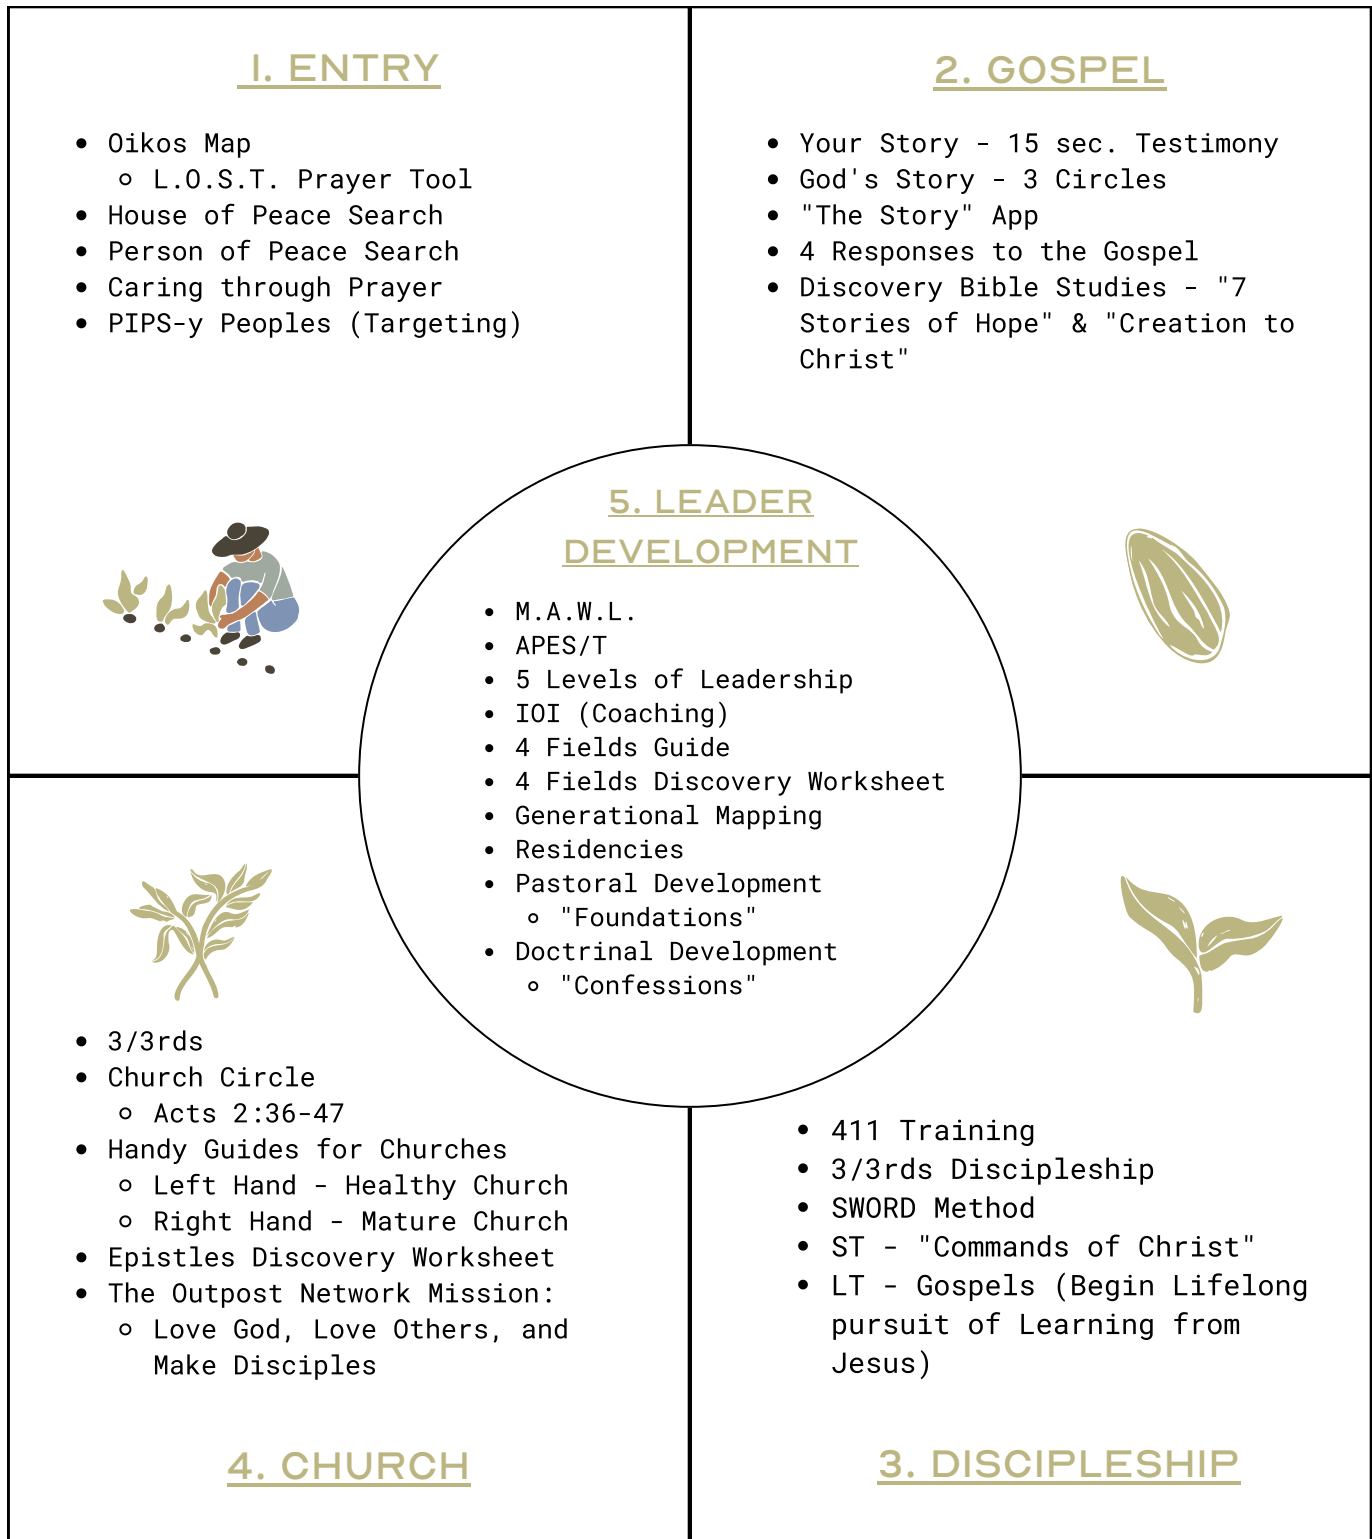 1. ENTRY
• Oikos Map
◦ L.O.S.T. Prayer Tool
• House of Peace Search
• Person of Peace Search
• Caring through Prayer
• PIPS-y Peoples (Targeting)
2. GOSPEL
• Your Story - 15 sec. Testimony
• God's Story - 3 Circles
• "The Story" App
• 4 Responses to the Gospel
• Discovery Bible Studies - "7
Stories of Hope" & "Creation to
Christ"
5. LEADER
DEVELOPMENT
• M.A.W.L.
• APES/T
• 5 Levels of Leadership
• IOI (Coaching)
• 4 Fields Guide
• 4 Fields Discovery Worksheet
• Generational Mapping
• Residencies
• Pastoral Development
◦ "Foundations"
• Doctrinal Development
◦ "Confessions"
• 411 Training
• 3/3rds Discipleship
• SWORD Method
• ST - "Commands of Christ"
• LT - Gospels (Begin Lifelong
pursuit of Learning from
Jesus)
3. DISCIPLESHIP
• 3/3rds
• Church Circle
◦ Acts 2:36-47
• Handy Guides for Churches
◦ Left Hand - Healthy Church
◦ Right Hand - Mature Church
• Epistles Discovery Worksheet
• The Outpost Network Mission:
◦ Love God, Love Others, and
Make Disciples
4. CHURCH